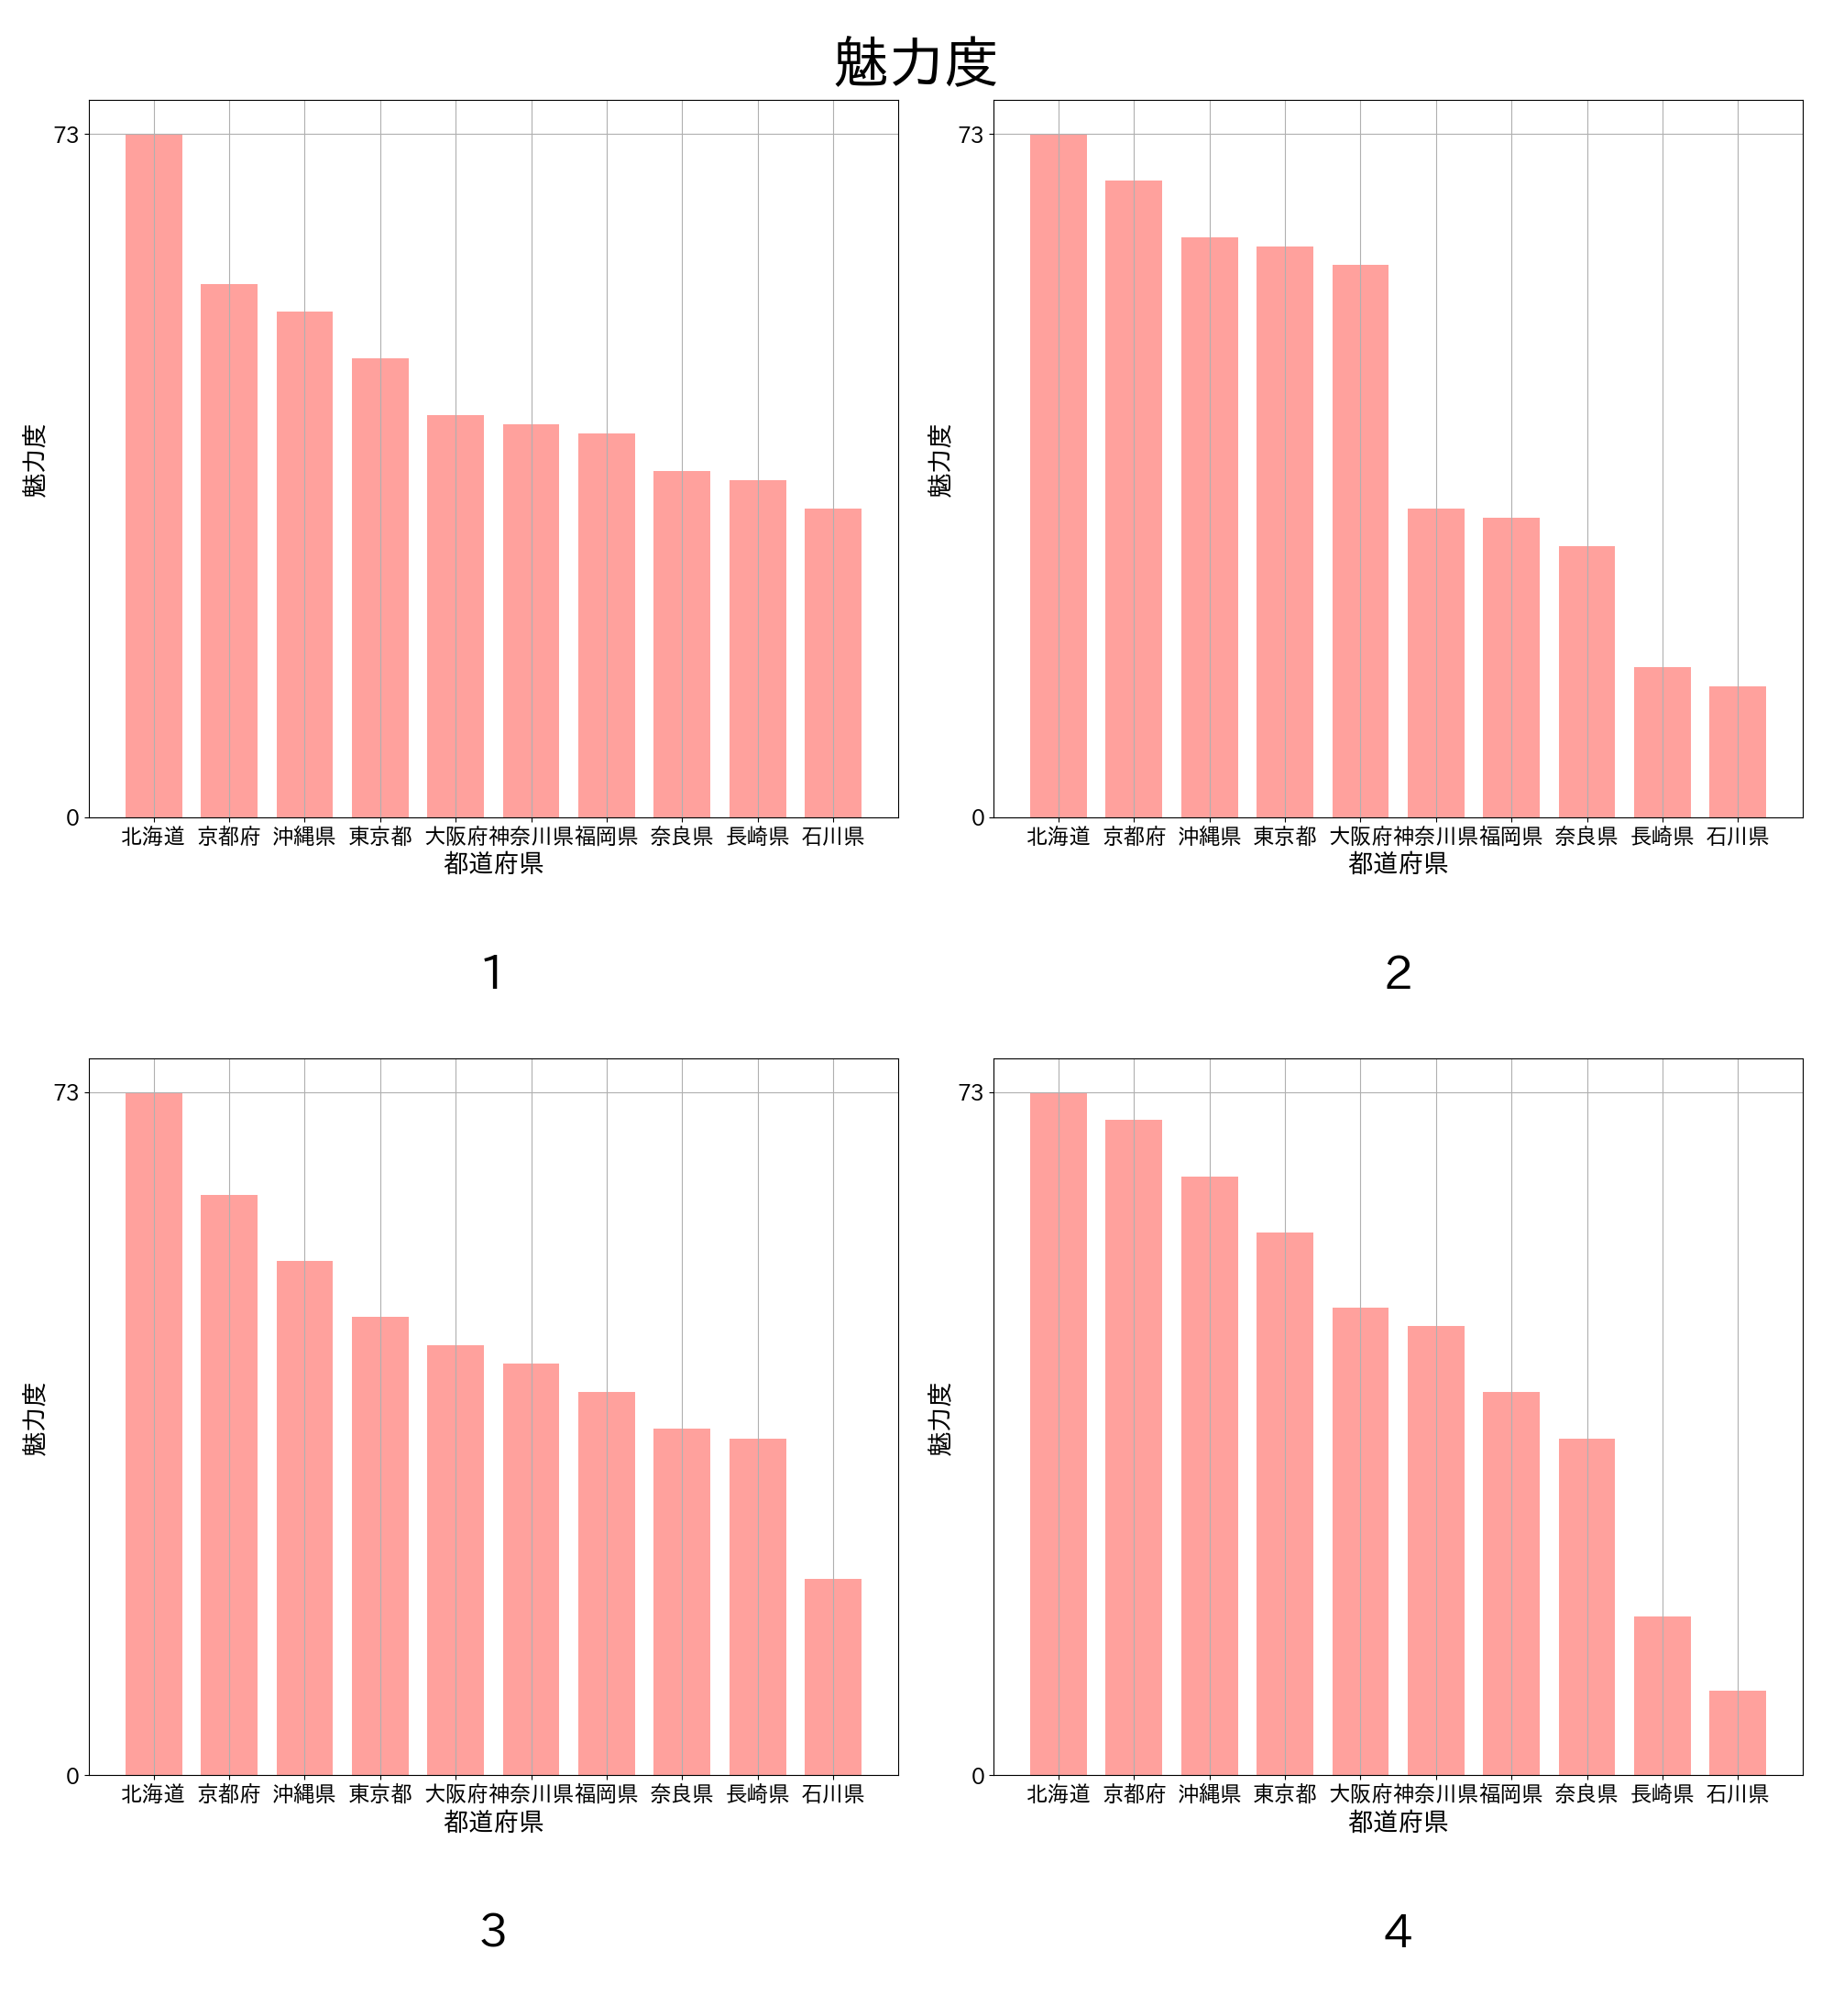 魅力度
73
0
魅力度
北海道 京都府 沖縄県 東京都 大阪府 神奈川県 福岡県 奈良県 長崎県 石川県
都道府県
1
73
0
魅力度
北海道 京都府 沖縄県 東京都 大阪府 神奈川県 福岡県 奈良県 長崎県 石川県
都道府県
2
73
0
魅力度
北海道 京都府 沖縄県 東京都 大阪府 神奈川県 福岡県 奈良県 長崎県 石川県
都道府県
3
73
0
魅力度
北海道 京都府 沖縄県 東京都 大阪府 神奈川県 福岡県 奈良県 長崎県 石川県
都道府県
4